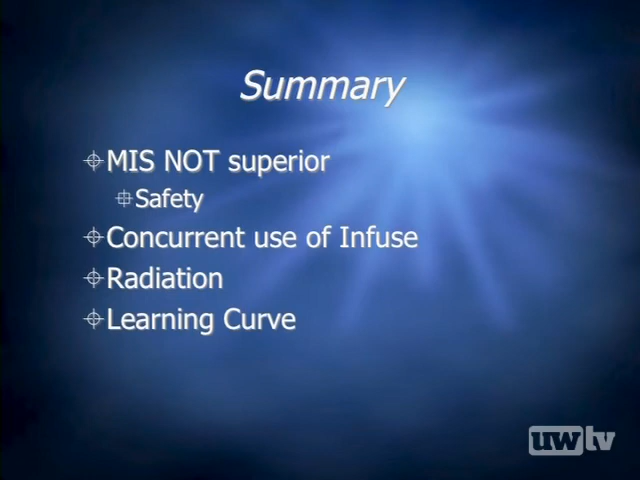 Summary
MIS NOT superior
Safety
Concurrent use of Infuse
Radiation
Learning Curve
uwtv